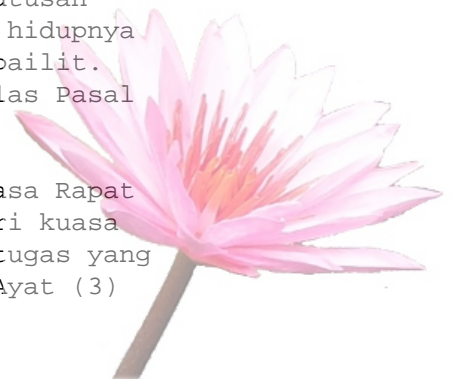 utusan
hidupnya
pailit.
las Pasal
asa Rapat
ri kuasa
tugas yang
Ayat (3)